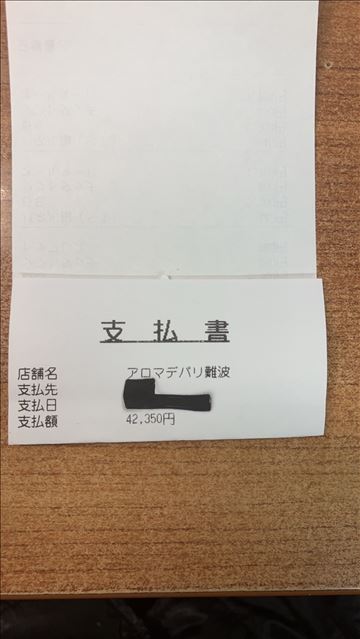 支払書
店舗名 アロマデバリ難波
支払先
支払日
支払額 42,350円